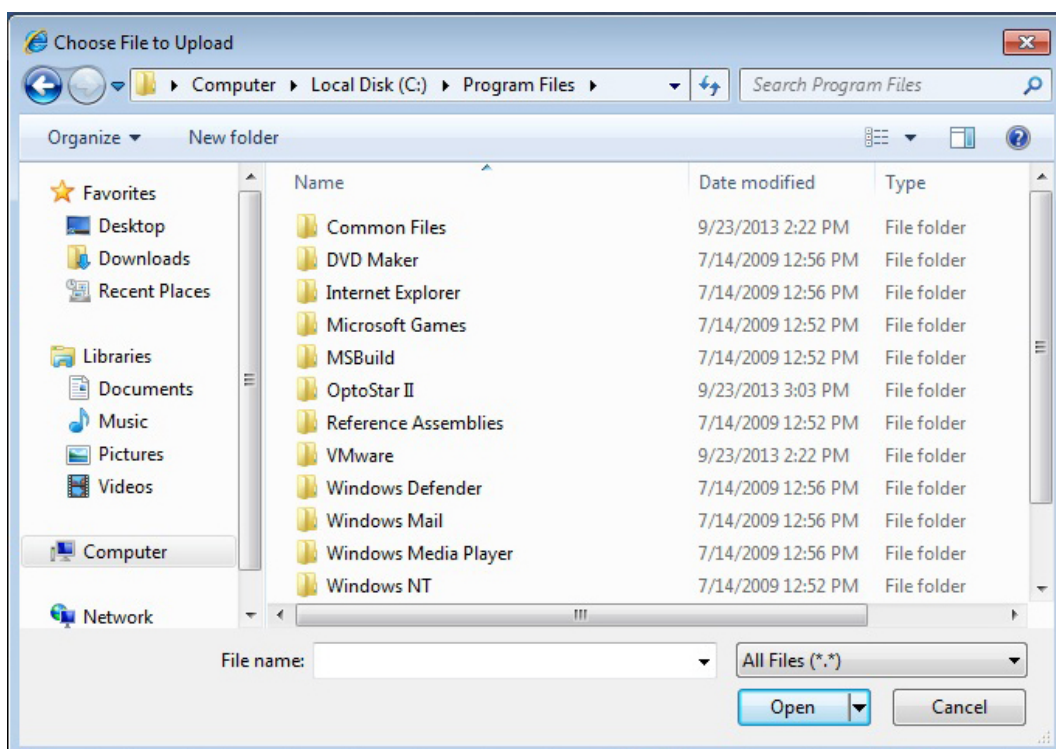 Choose File to Upload
Computer Local Disk (C:) Program Files Search Program Files
Organize New folder
Name Date modified Type
Favorites
Desktop
Downloads
Recent Places
Libraries
Documents
Music
Pictures
Videos
Computer
Network
Common Files 9/23/2013 2:22 PM File folder
DVD Maker 7/14/2009 12:56 PM File folder
Internet Explorer 7/14/2009 12:56 PM File folder
Microsoft Games 7/14/2009 12:52 PM File folder
MSBuild 7/14/2009 12:52 PM File folder
OptoStar II 9/23/2013 3:03 PM File folder
Reference Assemblies 7/14/2009 12:52 PM File folder
VMware 9/23/2013 2:22 PM File folder
Windows Defender 7/14/2009 12:56 PM File folder
Windows Mail 7/14/2009 12:56 PM File folder
Windows Media Player 7/14/2009 12:56 PM File folder
Windows NT 7/14/2009 12:52 PM File folder
File name: All Files (*.*)
Open Cancel